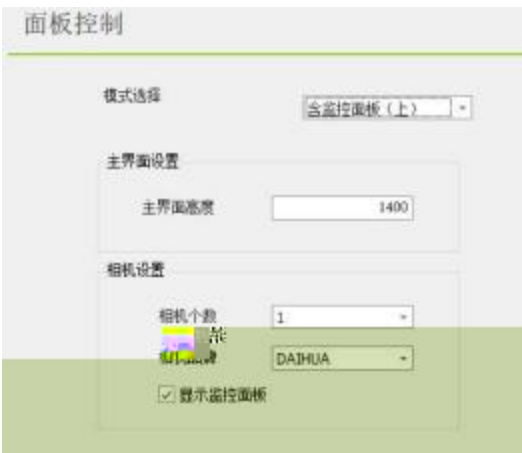 面板控制
模式选择
含监控面板（上）
主界面设置
主界面高度
1400
相机设置
相机个数
1
DAIHUA
显示监控面板